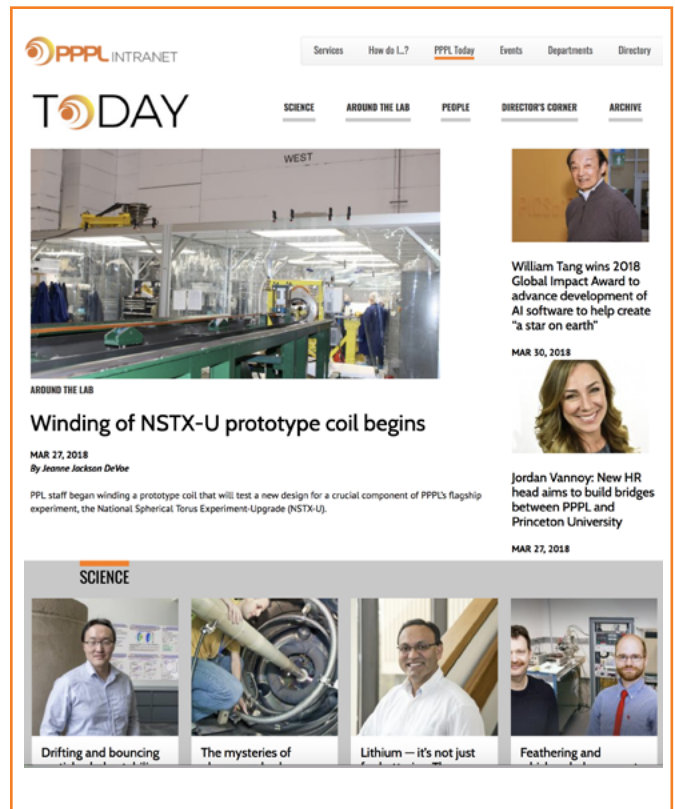 PPPL INTRANET
Services How do I...? PPPL Today Events Departments Directory
TODAY
SCIENCE AROUND THE LAB PEOPLE DIRECTOR'S CORNER ARCHIVE
WEST
AROUND THE LAB
Winding of NSTX-U prototype coil begins
MAR 27, 2018
By Jeanne Jackson DeVoe
PPL staff began winding a prototype coil that will test a new design for a crucial component of PPPL's flagship
experiment, the National Spherical Torus Experiment-Upgrade (NSTX-U).
William Tang wins 2018
Global Impact Award to
advance development of
AI software to help create
"a star on earth"
MAR 30, 2018
Jordan Vannoy: New HR
head aims to build bridges
between PPPL and
Princeton University
MAR 27, 2018
SCIENCE
Drifting and bouncing
The mysteries of
Lithium — it's not just
Feathering and